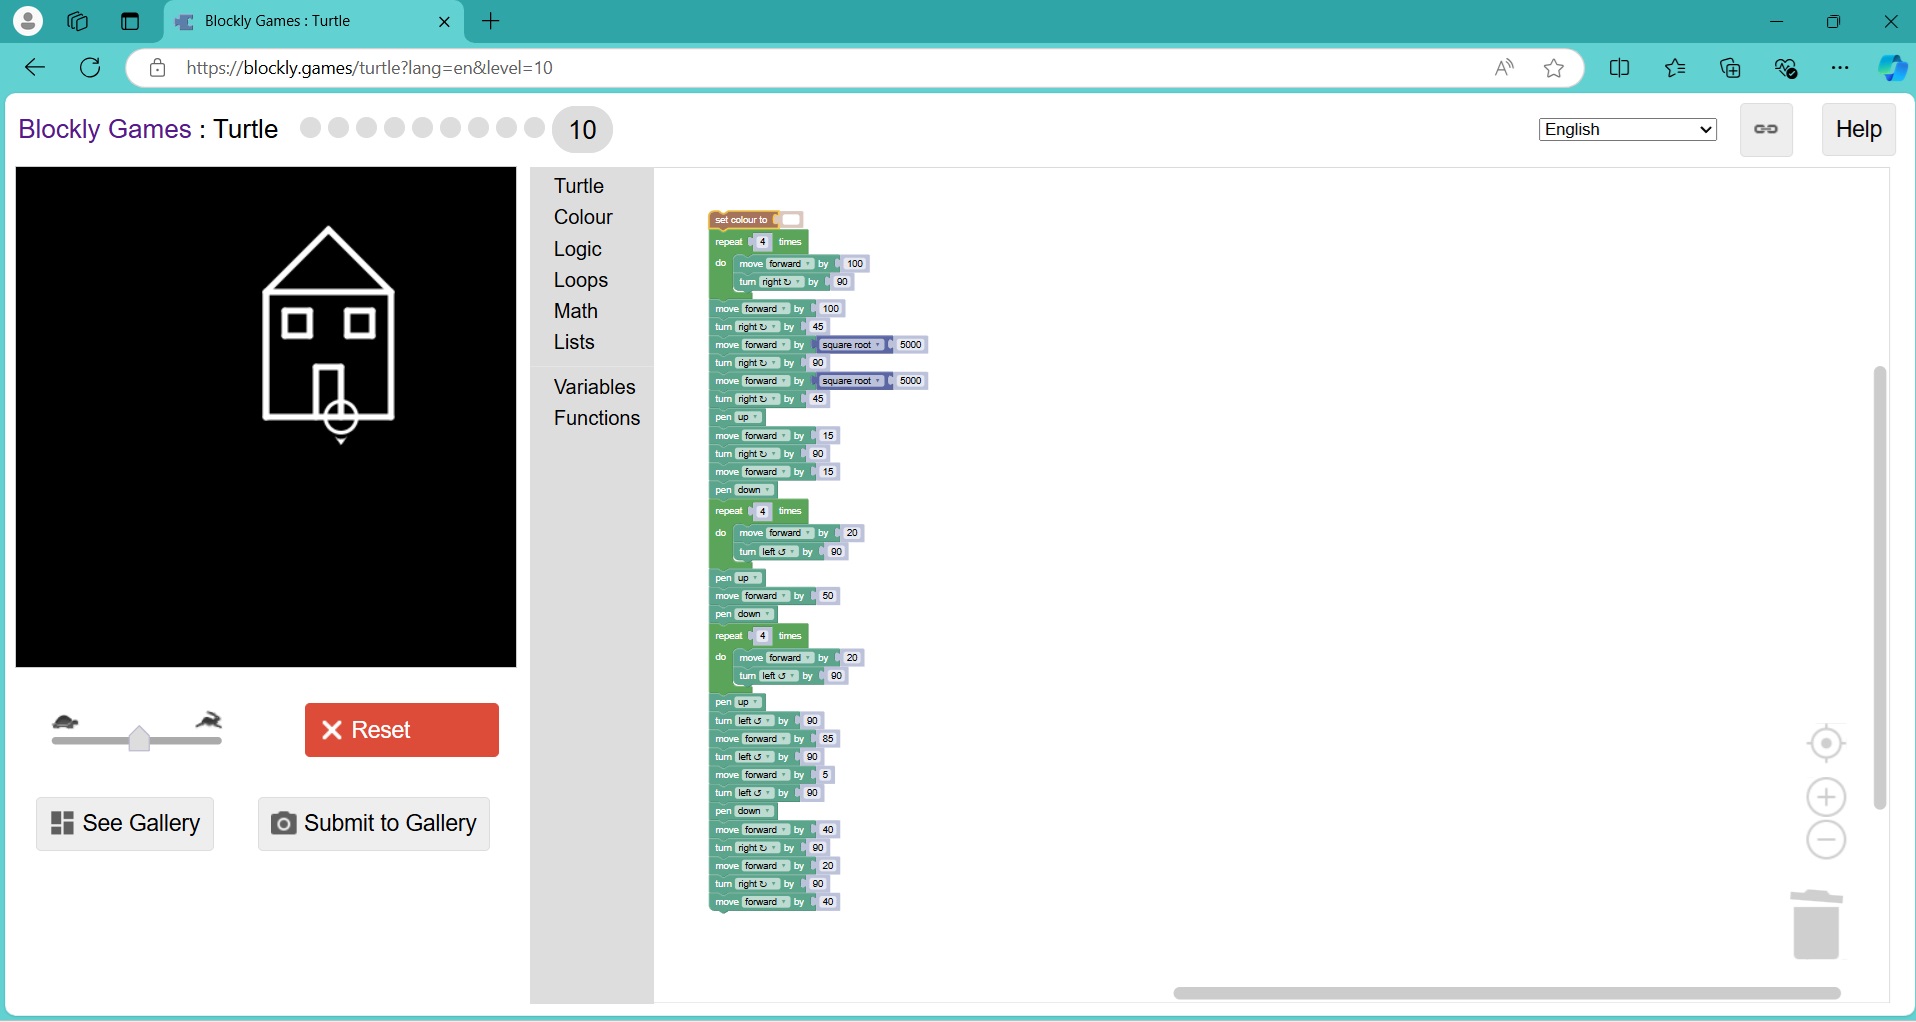 Blockly Games : Turtle
https://blockly.games/turtle?lang=en&level=10
Blockly Games : Turtle 10
English
Help
Turtle
Colour
Logic
Loops
Math
Lists
Variables
Functions
set colour to
repeat 4 times
do move forward by 100
turn right ↻ by 90
move forward by 100
turn right ↻ by 45
move forward by square root 5000
turn right ↻ by 90
move forward by square root 5000
turn right ↻ by 45
pen up
move forward by 15
turn right ↻ by 90
move forward by 15
pen down
repeat 4 times
do move forward by 20
turn left ↺ by 90
pen up
move forward by 50
pen down
repeat 4 times
do move forward by 20
turn left ↺ by 90
pen up
turn left ↺ by 90
move forward by 85
turn left ↺ by 90
move forward by 5
turn left ↺ by 90
pen down
move forward by 40
turn right ↻ by 90
move forward by 20
turn right ↻ by 90
move forward by 40
Reset
See Gallery
Submit to Gallery